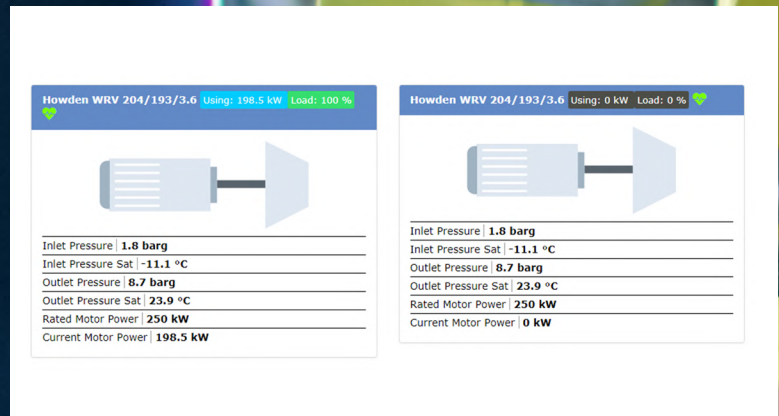 Howden WRV 204/193/3.6 Using: 198.5 kW Load: 100 %
Inlet Pressure 1.8 barg
Inlet Pressure Sat -11.1 ºC
Outlet Pressure 8.7 barg
Outlet Pressure Sat 23.9 ºC
Rated Motor Power 250 kW
Current Motor Power 198.5 kW
Howden WRV 204/193/3.6 Using: 0 kW Load: 0 %
Inlet Pressure 1.8 barg
Inlet Pressure Sat -11.1 ºC
Outlet Pressure 8.7 barg
Outlet Pressure Sat 23.9 ºC
Rated Motor Power 250 kW
Current Motor Power 0 kW